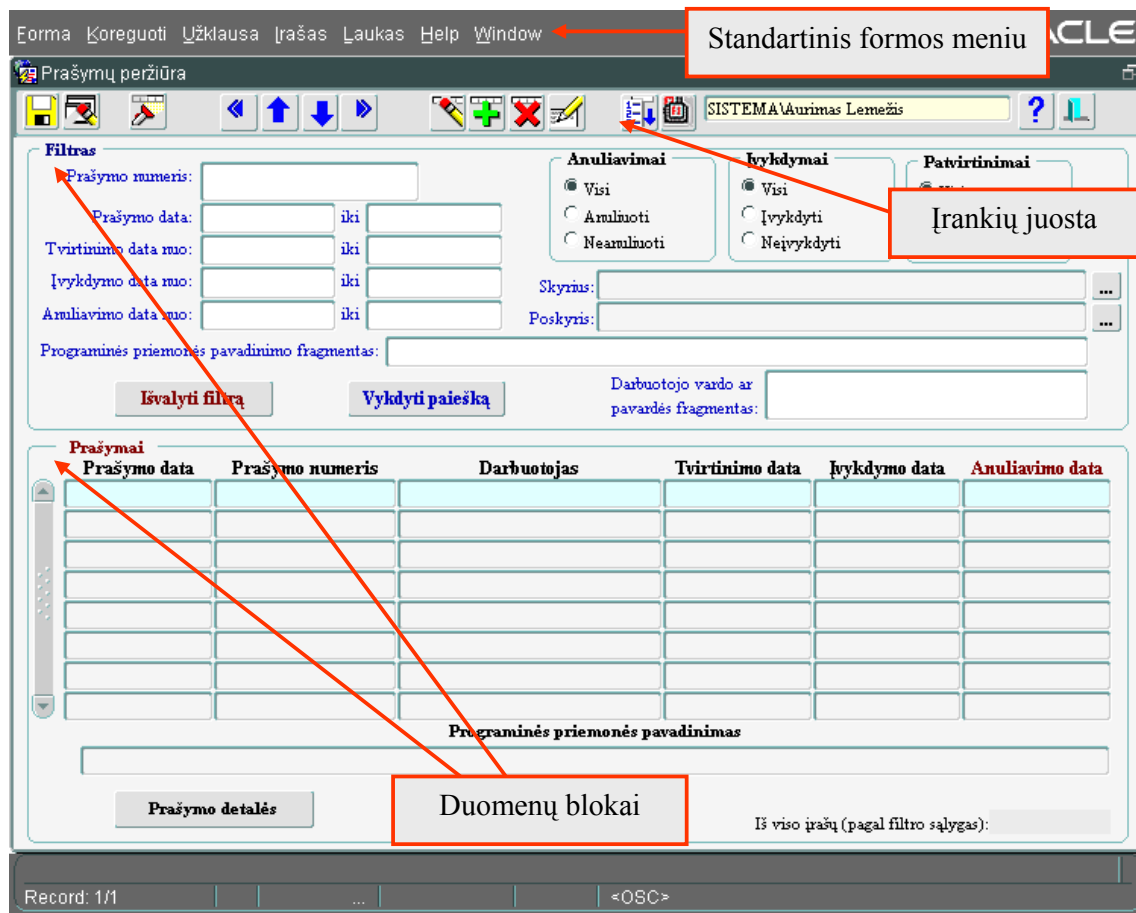 Forma Koreguoti Užklausa Įrašas Laukas Help Window
Standartinis formos meniu
ACLE
Prašymų peržiūra
SISTEMA\Aurimas Lemežis
?
Įrankių juosta
Filtras
Prašymo numeris:
Prašymo data: iki
Tvirtinimo data nuo: iki
Įvykdymo data nuo: iki
Anuliavimo data nuo: iki
Anuliavimai
Visi
Anuliuoti
Neanuliuoti
Įvykdymai
Visi
Įvykdyti
Neįvykdyti
Patvirtinimai
Skyrius: ...
Poskyris: ...
Programinės priemonės pavadinimo fragmentas:
Išvalyti filtrą Vykdyti paiešką
Darbuotojo vardo ar
pavardės fragmentas:
Prašymai
Prašymo data Prašymo numeris Darbuotojas Tvirtinimo data Įvykdymo data Anuliavimo data
Programinės priemonės pavadinimas
Prašymo detalės
Duomenų blokai
Iš viso įrašų (pagal filtro sąlygas):
Record: 1/1 ... <OSC>